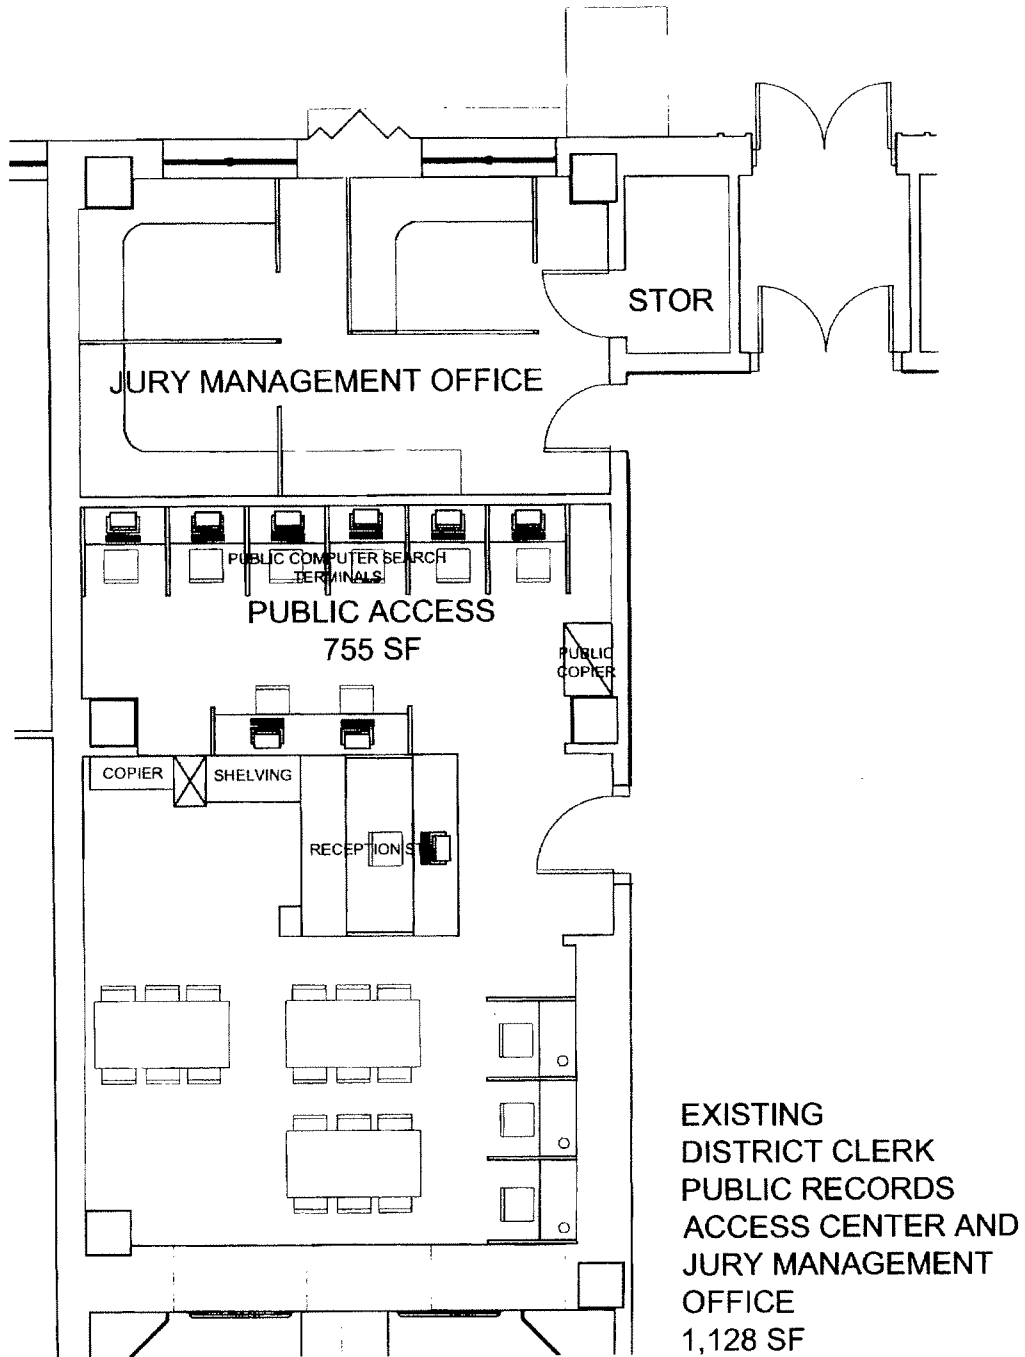 STOR
JURY MANAGEMENT OFFICE
PUBLIC COMPUTER SEARCH
TERMINALS
PUBLIC ACCESS
755 SF
PUBLIC
COPIER
COPIER
SHELVING
RECEPTION ST
EXISTING
DISTRICT CLERK
PUBLIC RECORDS
ACCESS CENTER AND
JURY MANAGEMENT
OFFICE
1,128 SF